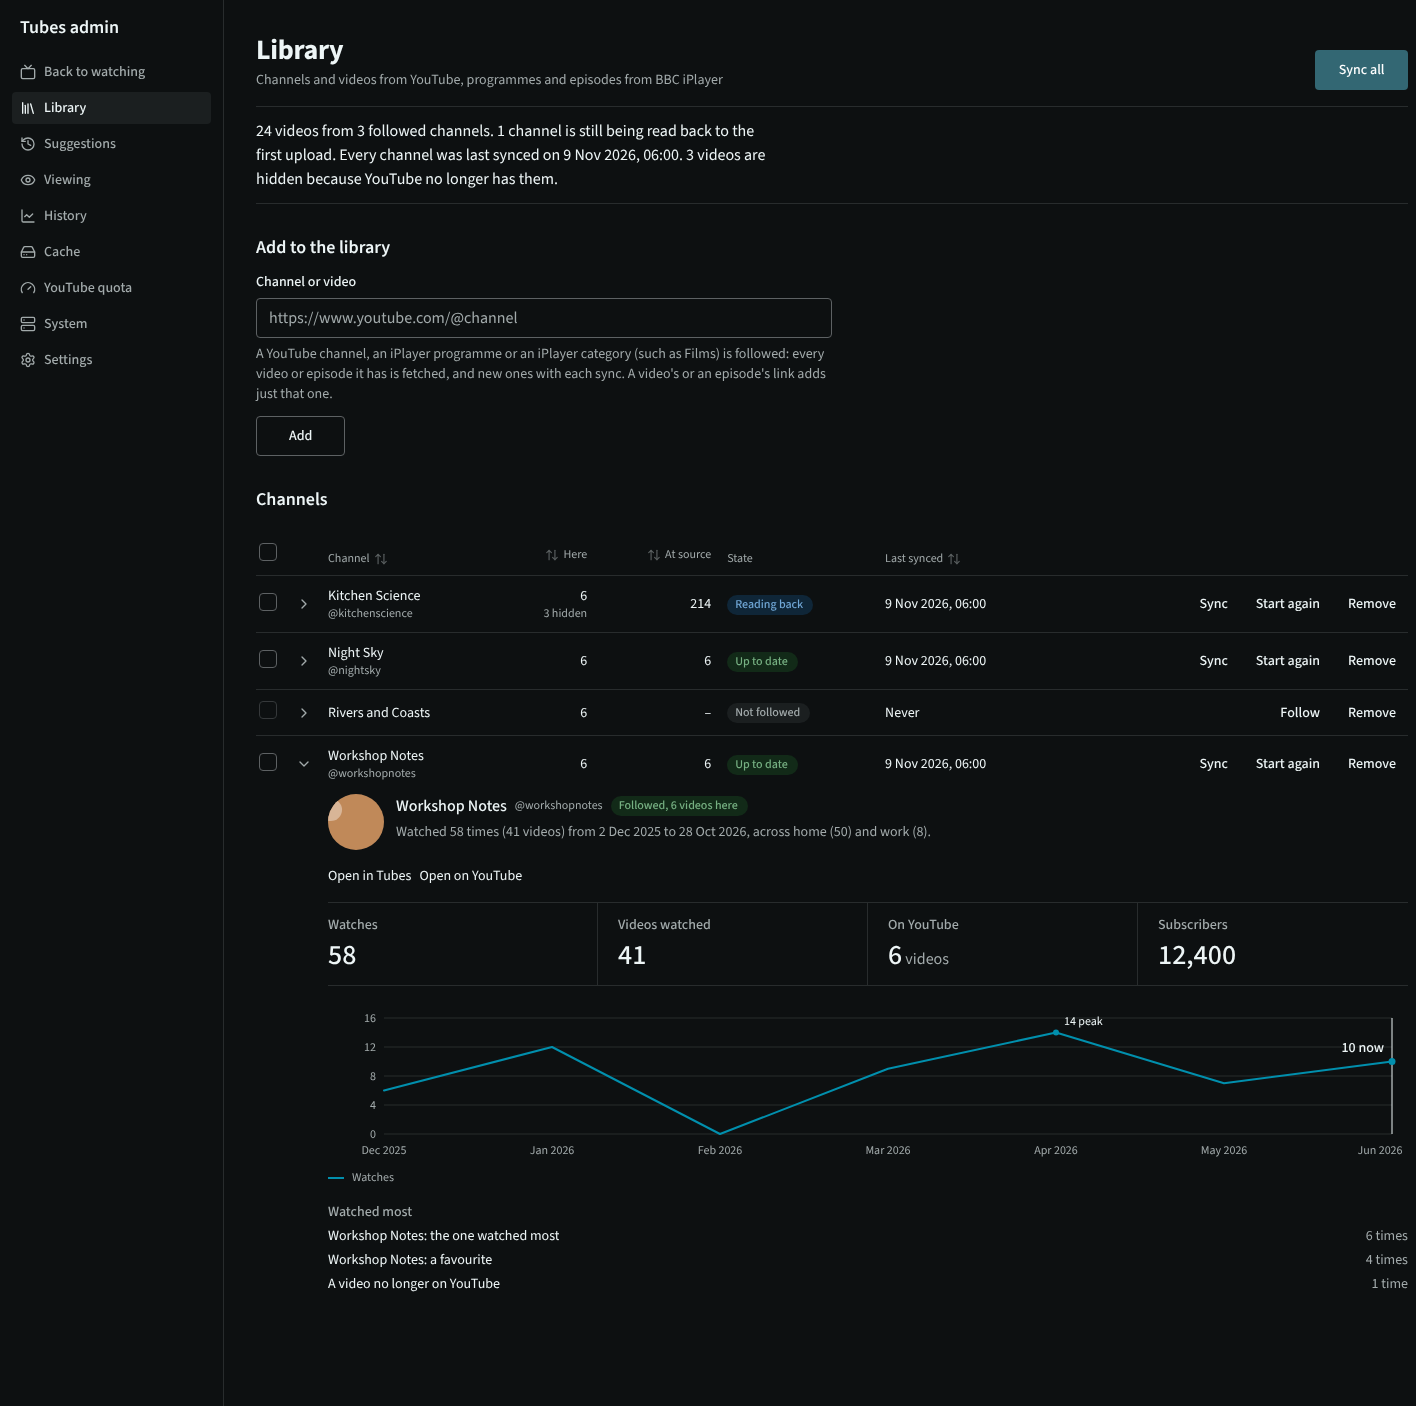 Tubes admin
Back to watching
Library
Suggestions
Viewing
History
Cache
YouTube quota
System
Settings
Library
Channels and videos from YouTube, programmes and episodes from BBC iPlayer
Sync all
24 videos from 3 followed channels. 1 channel is still being read back to the
first upload. Every channel was last synced on 9 Nov 2026, 06:00. 3 videos are
hidden because YouTube no longer has them.
Add to the library
Channel or video
https://www.youtube.com/@channel
A YouTube channel, an iPlayer programme or an iPlayer category (such as Films) is followed: every
video or episode it has is fetched, and new ones with each sync. A video's or an episode's link adds
just that one.
Add
Channels
Channel Here At source State Last synced
Kitchen Science 6 214 Reading back 9 Nov 2026, 06:00 Sync Start again Remove
@kitchenscience 3 hidden
Night Sky 6 6 Up to date 9 Nov 2026, 06:00 Sync Start again Remove
@nightsky
Rivers and Coasts 6 – Not followed Never Follow Remove
Workshop Notes 6 6 Up to date 9 Nov 2026, 06:00 Sync Start again Remove
@workshopnotes
Workshop Notes @workshopnotes Followed, 6 videos here
Watched 58 times (41 videos) from 2 Dec 2025 to 28 Oct 2026, across home (50) and work (8).
Open in Tubes Open on YouTube
Watches Videos watched On YouTube Subscribers
58 41 6 videos 12,400
16
14 peak
12
10 now
8
4
0
Dec 2025 Jan 2026 Feb 2026 Mar 2026 Apr 2026 May 2026 Jun 2026
Watches
Watched most
Workshop Notes: the one watched most 6 times
Workshop Notes: a favourite 4 times
A video no longer on YouTube 1 time